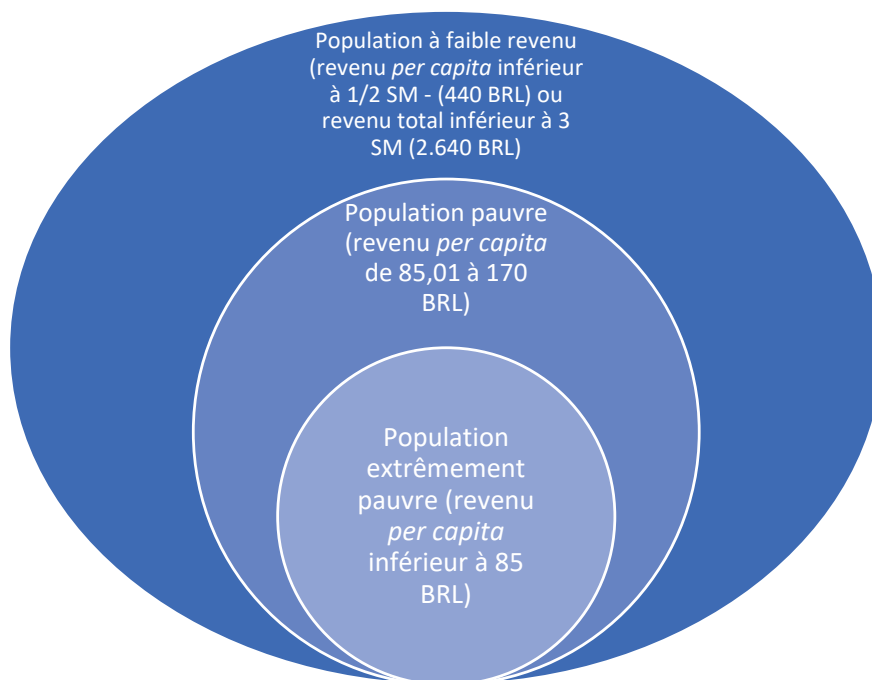 Population à faible revenu
(revenu per capita inférieur
à 1/2 SM - (440 BRL) ou
revenu total inférieur à 3
SM (2.640 BRL)
Population pauvre
(revenu per capita
de 85,01 à 170
BRL)
Population
extrêmement
pauvre (revenu
per capita
inférieur à 85
BRL)